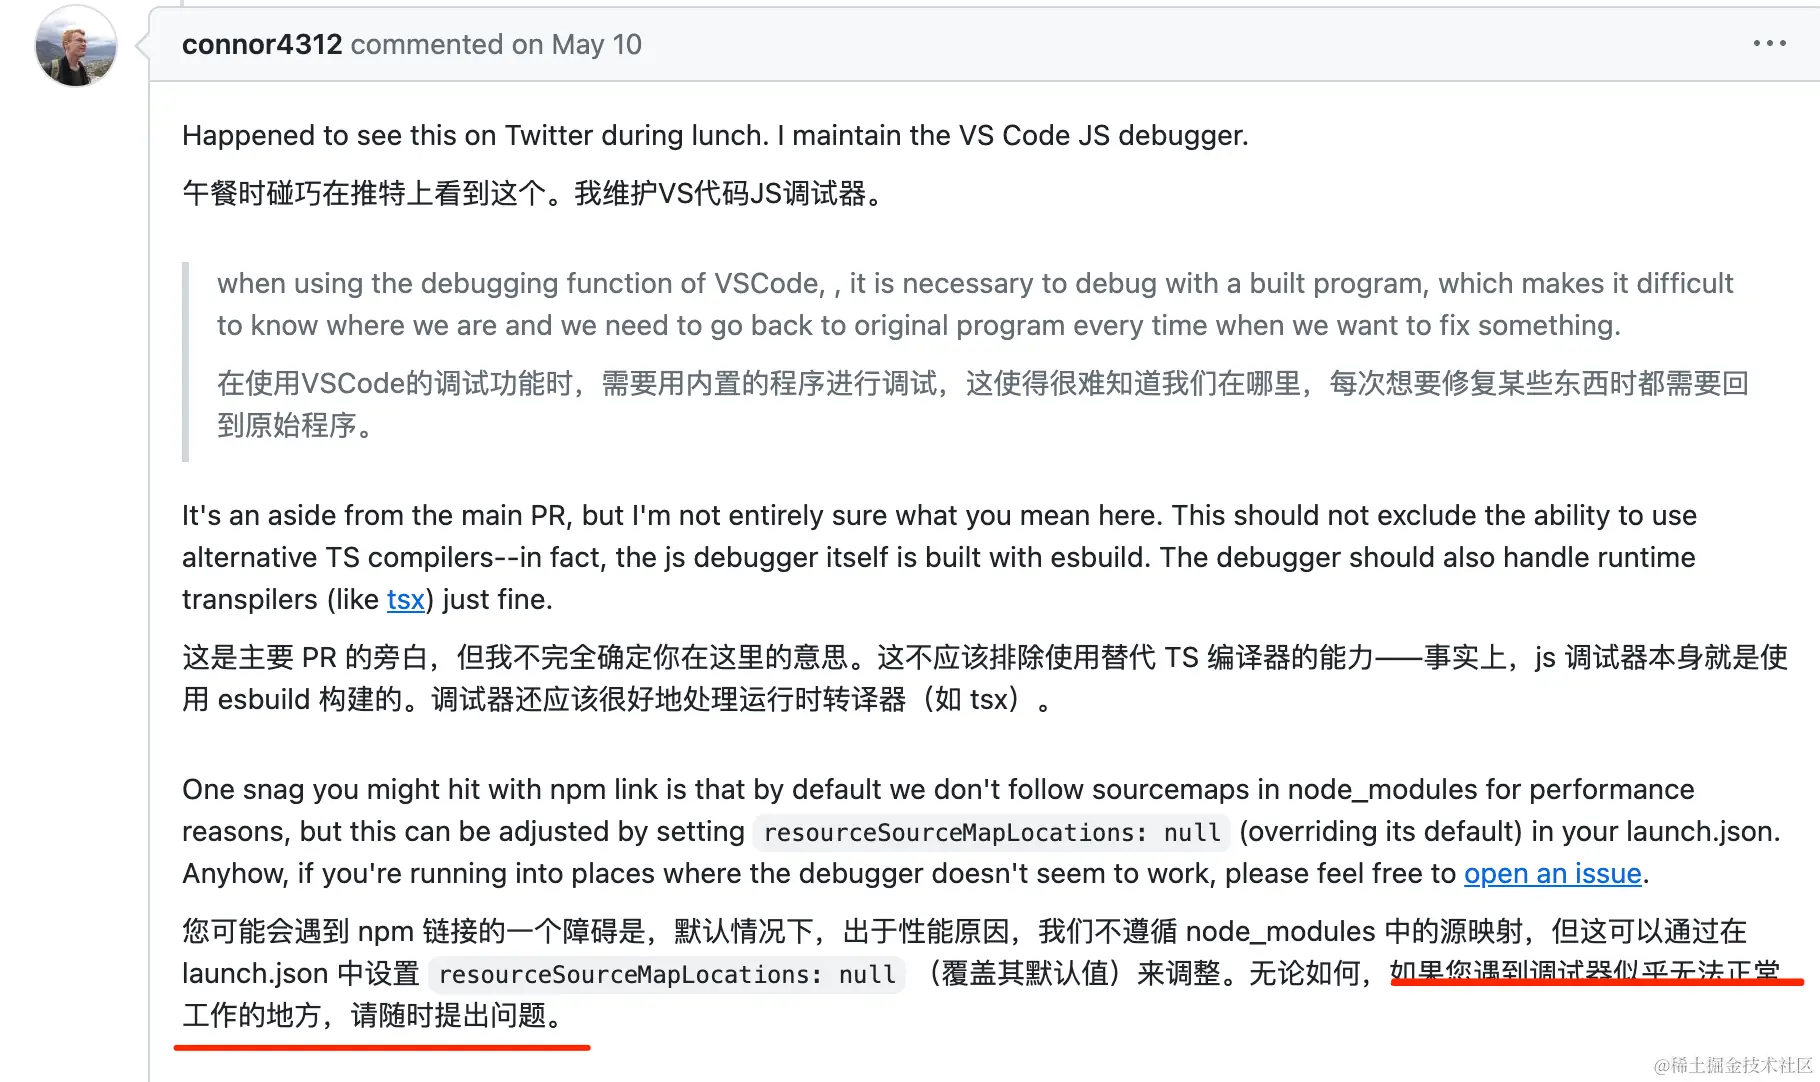 connor4312 commented on May 10
Happened to see this on Twitter during lunch. I maintain the VS Code JS debugger.
午餐时碰巧在推特上看到这个。我维护VS代码JS调试器。
when using the debugging function of VSCode, , it is necessary to debug with a built program, which makes it difficult
to know where we are and we need to go back to original program every time when we want to fix something.
在使用VSCode的调试功能时，需要用内置的程序进行调试，这使得很难知道我们在哪里，每次想要修复某些东西时都需要回
到原始程序。
It's an aside from the main PR, but I'm not entirely sure what you mean here. This should not exclude the ability to use
alternative TS compilers--in fact, the js debugger itself is built with esbuild. The debugger should also handle runtime
transpilers (like tsx) just fine.
这是主要 PR 的旁白，但我不完全确定你在这里的意思。这不应该排除使用替代 TS 编译器的能力——事实上，js 调试器本身就是使
用 esbuild 构建的。调试器还应该很好地处理运行时转译器（如 tsx）。
One snag you might hit with npm link is that by default we don't follow sourcemaps in node_modules for performance
reasons, but this can be adjusted by setting resourceSourceMapLocations: null (overriding its default) in your launch.json.
Anyhow, if you're running into places where the debugger doesn't seem to work, please feel free to open an issue.
您可能会遇到 npm 链接的一个障碍是，默认情况下，出于性能原因，我们不遵循 node_modules 中的源映射，但这可以通过在
launch.json 中设置 resourceSourceMapLocations: null （覆盖其默认值）来调整。无论如何，如果您遇到调试器似乎无法正常
工作的地方，请随时提出问题。
@稀土掘金技术社区